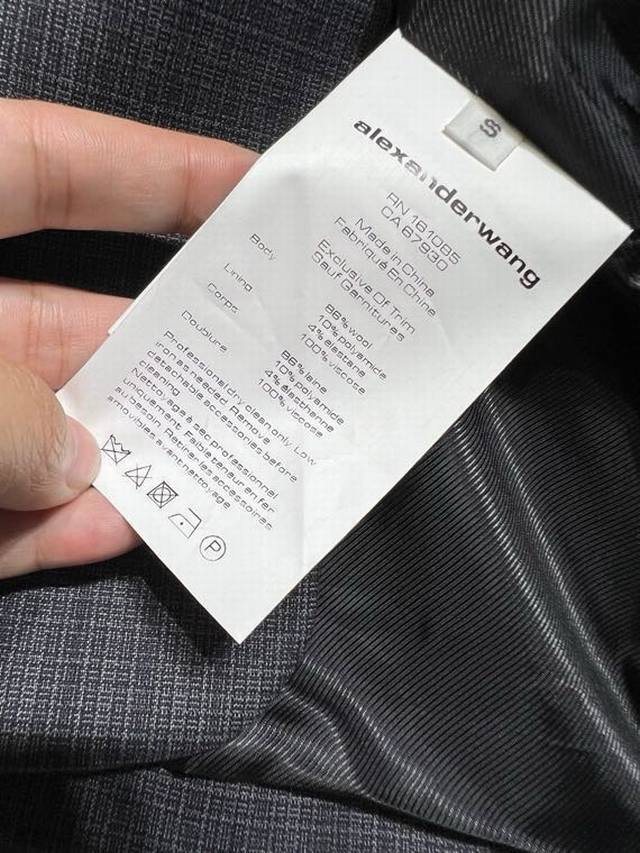 S
alexanderwang
RN 161085
CA 67930
Made in China
Fabriqué En Chine
Exclusive Of Trim
Sauf Garnitures
Body
86% wool
10% polyamide
4% elastane
Lining
100% viscose
Corps
86% laine
10% polyamide
4% élasthanne
Doublure
100% viscose
Professional dry clean only Low
iron as needed Remove
detachable accessories before
cleaning
Nettoyage à sec professionnel
uniquement Faible teneur en fer
au besoin Retirer les accessoires
amovibles avant nettoyage
P